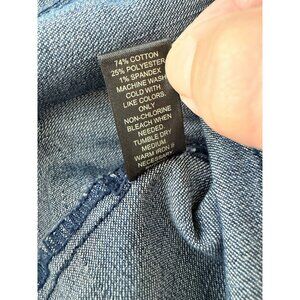 74% COTTON
25% POLYESTER
1% SPANDEX
MACHINE WASH
COLD WITH
LIKE COLORS,
ONLY
NON-CHLORINE
BLEACH WHEN
NEEDED
TUMBLE DRY
MEDIUM
WARM IRON
NECESSARY